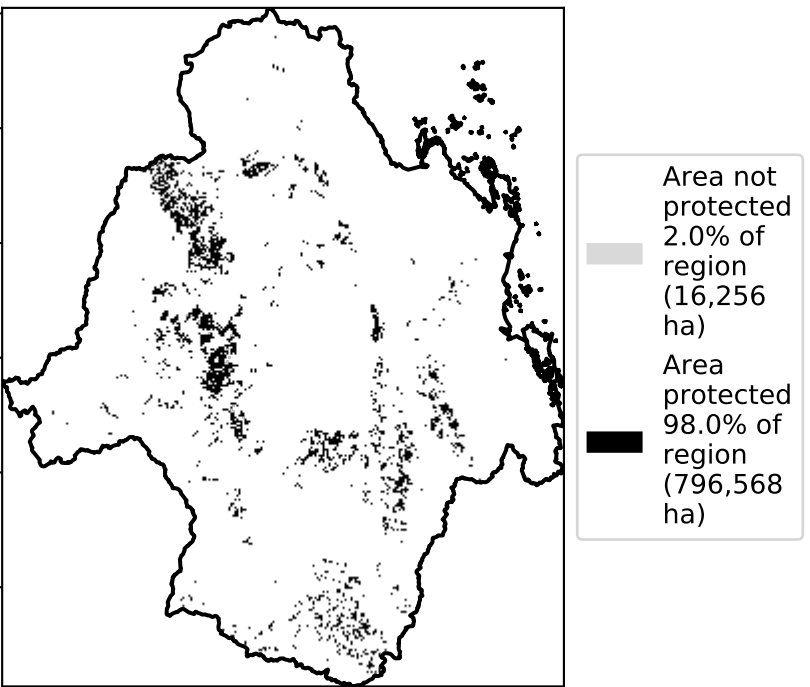 Area not
protected
2.0% of
region
(16,256
ha)
Area
protected
98.0% of
region
(796,568
ha)